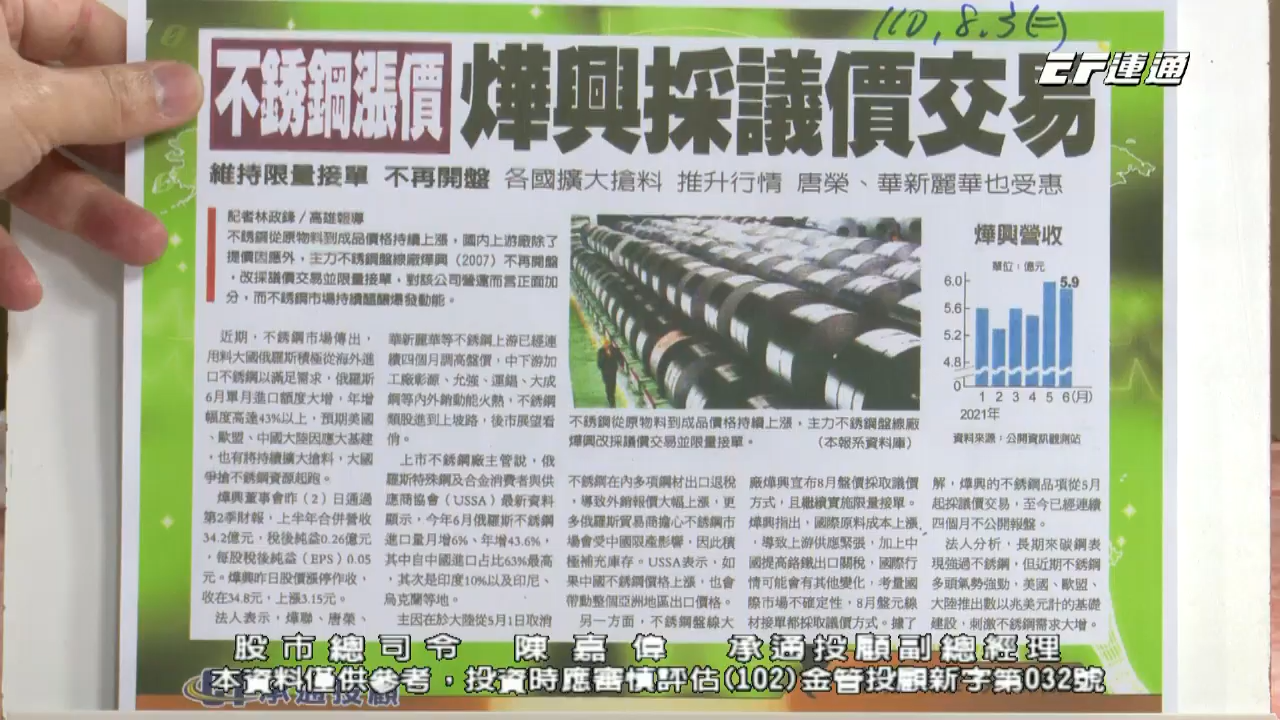 110, 8.3(二)
EF運通
不銹鋼漲價 燁興採議價交易
維持限量接單 不再開盤 各國擴大搶料 推升行情 唐榮、華新麗華也受惠
記者林政鋒／高雄報導
不銹鋼從原物料到成品價格持續上漲，國內上游廠除了
提價因應外，主力不銹鋼盤線廠燁興（2007）不再開盤
，改採議價交易並限量接單，對該公司營運而言正面加
分，而不銹鋼市場持續醞釀爆發動能。
近期，不銹鋼市場傳出，
用料大國俄羅斯積極從海外進
口不銹鋼以滿足需求，俄羅斯
6月單月進口額度大增，年增
幅度高達43%以上，預期美國
、歐盟、中國大陸因應大基建
，也有將持續擴大搶料，大國
爭搶不銹鋼資源起跑。
燁興董事會昨（2）日通過
第2季財報，上半年合併營收
34.2億元，稅後純益0.26億元
，每股稅後純益（EPS）0.05
元。燁興昨日股價漲停作收，
收在34.8元，上漲3.15元。
法人表示，燁聯、唐榮、
華新麗華等不銹鋼上游已經連
續四個月調高盤價，中下游加
工廠彰源、允強、運錩、大成
鋼等內外銷動能火熱，不銹鋼
類股進到上坡路，後市展望看
俏。
上市不銹鋼廠主管說，俄
羅斯特殊鋼及合金消費者與供
應商協會（USSA）最新資料
顯示，今年6月俄羅斯不銹鋼
進口量月增6%、年增43.6%，
其中自中國進口占比63%最高
，其次是印度10%以及印尼、
烏克蘭等地。
主因在於大陸從5月1日取消
不銹鋼從原物料到成品價格持續上漲，主力不銹鋼盤線廠
燁興改採議價交易並限量接單。 （本報系資料庫）
不銹鋼在內多項鋼材出口退稅
，導致外銷報價大幅上漲，更
多俄羅斯貿易商擔心不銹鋼市
場會受中國限產影響，因此積
極補充庫存。USSA表示，如
果中國不銹鋼價格上漲，也會
帶動整個亞洲地區出口價格。
另一方面，不銹鋼盤線大
廠燁興宣布8月盤價採取議價
方式，且繼續實施限量接單。
燁興指出，國際原料成本上漲
，導致上游供應緊張，加上中
國提高鉻鐵出口關稅，國際行
情可能會有其他變化，考量國
際市場不確定性，8月盤元線
材接單都採取議價方式。據了
解，燁興的不銹鋼品項從5月
起採議價交易，至今已經連續
四個月不公開報盤。
法人分析，長期來碳鋼表
現強過不銹鋼，但近期不銹鋼
多頭氣勢強勁，美國、歐盟、
大陸推出數以兆美元計的基礎
建設，刺激不銹鋼需求大增。
燁興營收
單位：億元
6.0
5.6
5.2
4.8
0
5.9
1 2 3 4 5 6(月)
2021年
資料來源：公開資訊觀測站
股市總司令 陳嘉偉 承通投顧副總經理
本資料僅供參考，投資時應審慎評估(102)金管投顧新字第032號
承通投顧